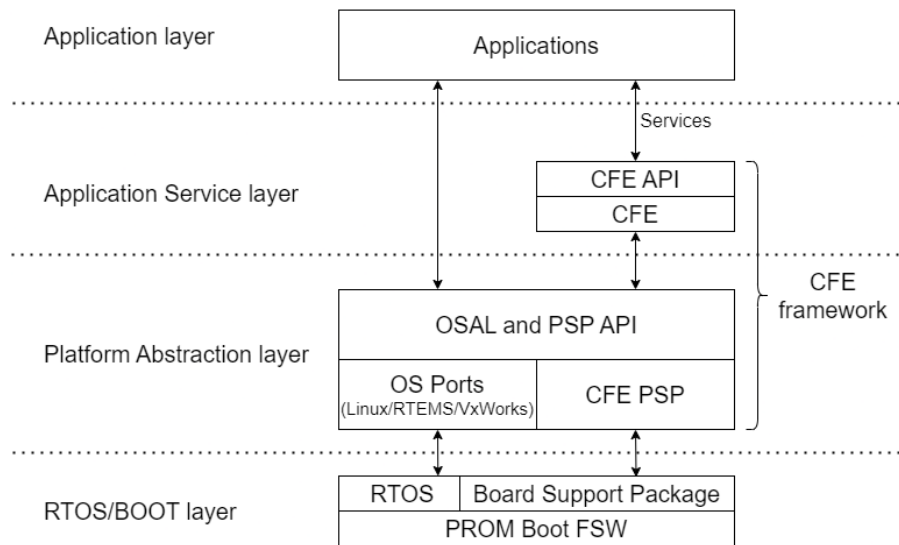 Application layer
Applications
Services
Application Service layer
CFE API
CFE
CFE
framework
Platform Abstraction layer
OSAL and PSP API
OS Ports
(Linux/RTEMS/VxWorks)
CFE PSP
RTOS/BOOT layer
RTOS
Board Support Package
PROM Boot FSW